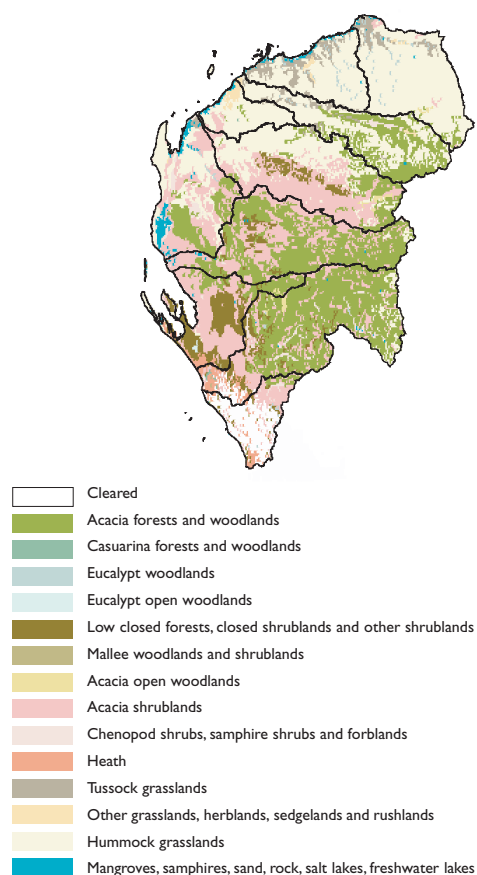 Cleared
Acacia forests and woodlands
Casuarina forests and woodlands
Eucalypt woodlands
Eucalypt open woodlands
Low closed forests, closed shrublands and other shrublands
Mallee woodlands and shrublands
Acacia open woodlands
Acacia shrublands
Chenopod shrubs, samphire shrubs and forblands
Heath
Tussock grasslands
Other grasslands, herblands, sedgelands and rushlands
Hummock grasslands
Mangroves, samphires, sand, rock, salt lakes, freshwater lakes